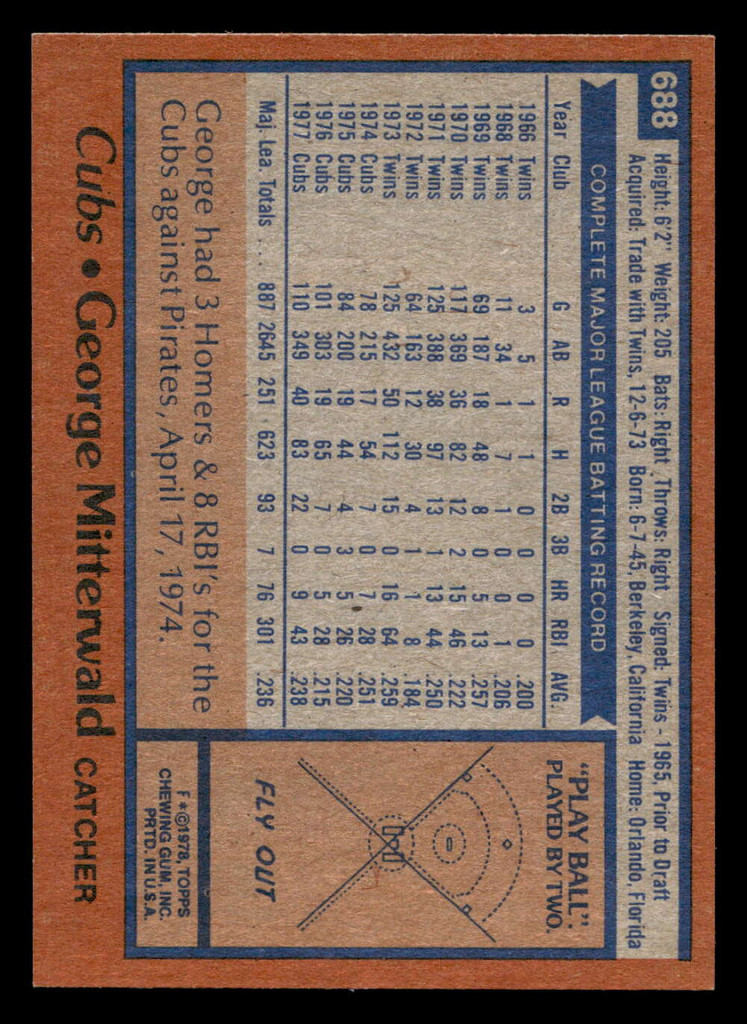 688
Height: 6'2" Weight: 205 Bats: Right Throws: Right Signed: Twins - 1965, Prior to Draft
Acquired: Trade with Twins, 12-6-73 Born: 6-7-45, Berkeley, California Home: Orlando, Florida
COMPLETE MAJOR LEAGUE BATTING RECORD
Year Club G AB R H 2B 3B HR RBI AVG.
1966 Twins 3 5 1 1 0 0 0 0 .200
1968 Twins 11 34 1 7 1 0 0 1 .206
1969 Twins 69 187 18 48 8 0 5 13 .257
1970 Twins 117 369 36 82 12 2 15 46 .222
1971 Twins 125 388 38 97 13 1 13 44 .250
1972 Twins 64 163 12 30 4 1 1 8 .184
1973 Twins 125 432 50 112 15 0 16 64 .259
1974 Cubs 78 215 17 54 7 0 7 28 .251
1975 Cubs 84 200 19 44 4 3 5 26 .220
1976 Cubs 101 303 19 65 7 0 5 28 .215
1977 Cubs 110 349 40 83 22 0 9 43 .238
Maj. Lea. Totals .... 887 2645 251 623 93 7 76 301 .236
George had 3 Homers & 8 RBI's for the
Cubs against Pirates, April 17, 1974.
"PLAY BALL".
PLAYED BY TWO.
FLY OUT
F*©1978, TOPPS
CHEWING GUM, INC.
PRTD. IN U.S.A.
Cubs • George Mitterwald CATCHER